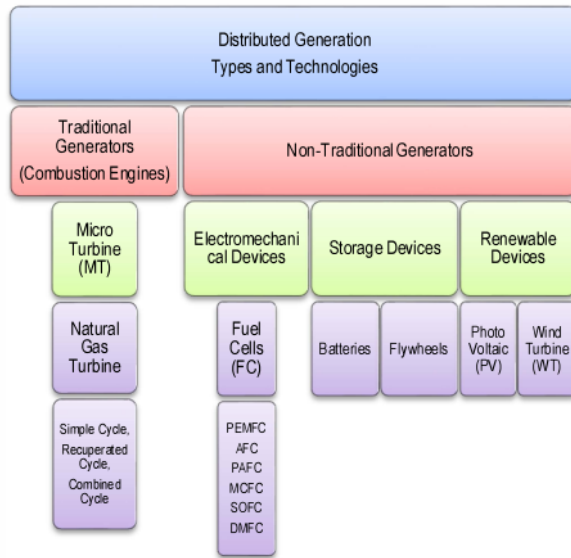 Distributed Generation
Types and Technologies
Traditional
Generators
(Combustion Engines)
Non-Traditional Generators
Micro
Turbine
(MT)
Electromechani
cal Devices
Storage Devices
Renewable
Devices
Natural
Gas
Turbine
Fuel
Cells
(FC)
Batteries
Flywheels
Photo
Voltaic
(PV)
Wind
Turbine
(WT)
Simple Cycle,
Recuperated
Cycle,
Combined
Cycle
PEMFC
AFC
PAFC
MCFC
SOFC
DMFC